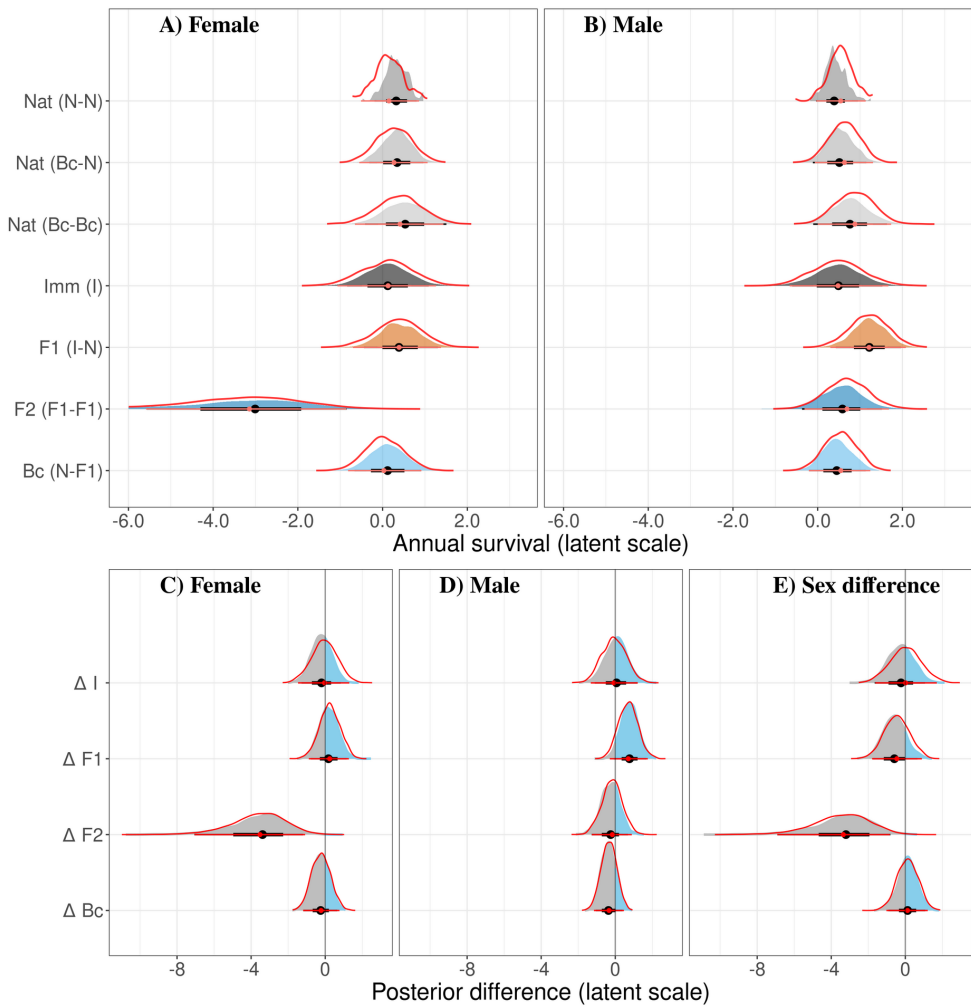 A) Female
B) Male
Nat (N-N)
Nat (Bc-N)
Nat (Bc-Bc)
Imm (I)
F1 (I-N)
F2 (F1-F1)
Bc (N-F1)
-6.0 -4.0 -2.0 0.0 2.0 -6.0 -4.0 -2.0 0.0 2.0
Annual survival (latent scale)
C) Female
D) Male
E) Sex difference
Δ I
Δ F1
Δ F2
Δ Bc
-8 -4 0 -8 -4 0 -8 -4 0
Posterior difference (latent scale)